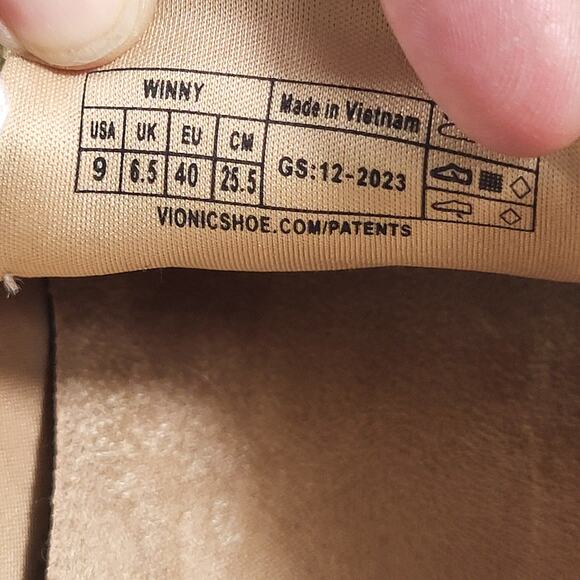 WINNY Made in Vietnam
USA UK EU CM
9 6.5 40 25.5 GS:12-2023
VIONICSHOE.COM/PATENTS